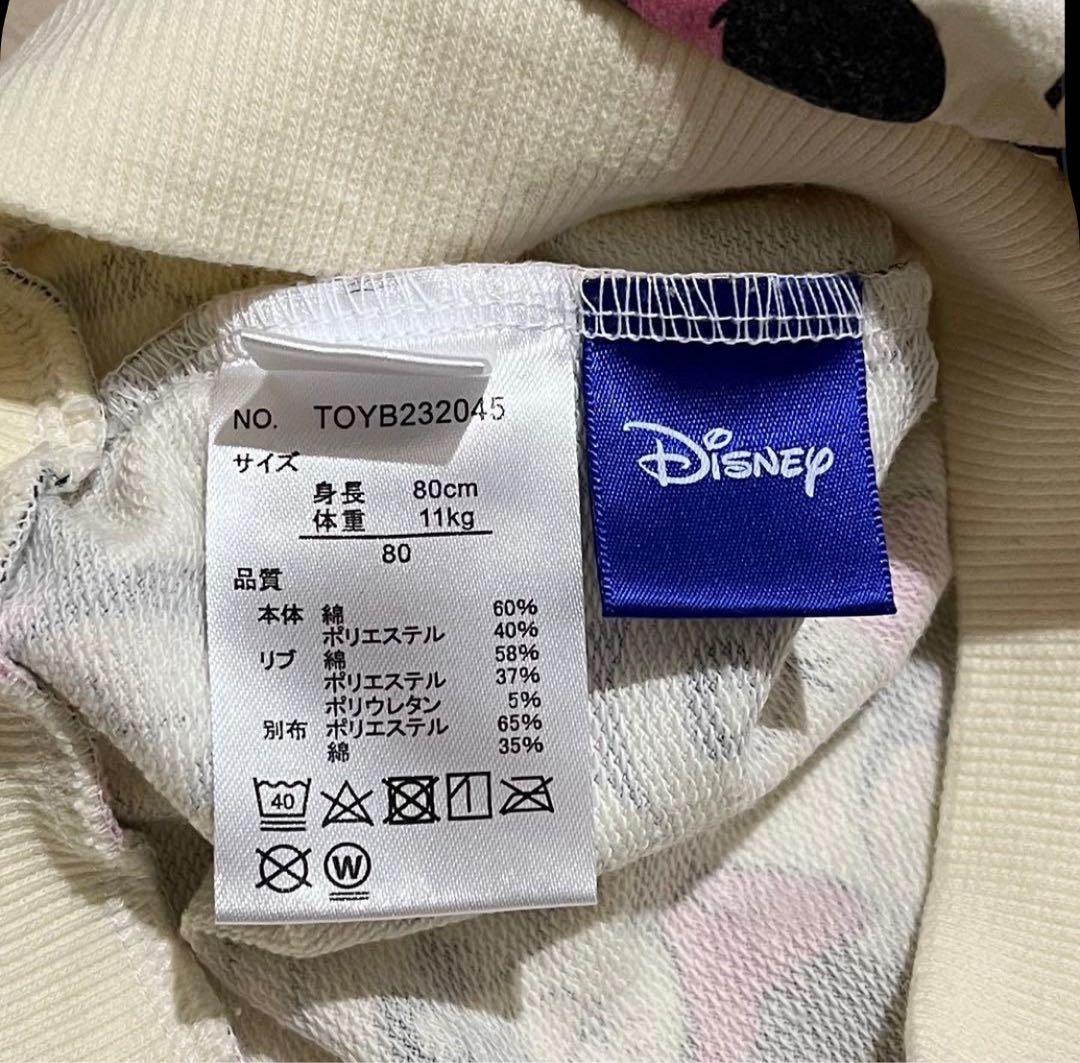 NO. TOYB232045
サイズ
身長 80cm
体重 11kg
80
品質
本体 綿 60%
ポリエステル 40%
リブ 綿 58%
ポリエステル 37%
ポリウレタン 5%
別布 ポリエステル 65%
綿 35%
40
W
Disney